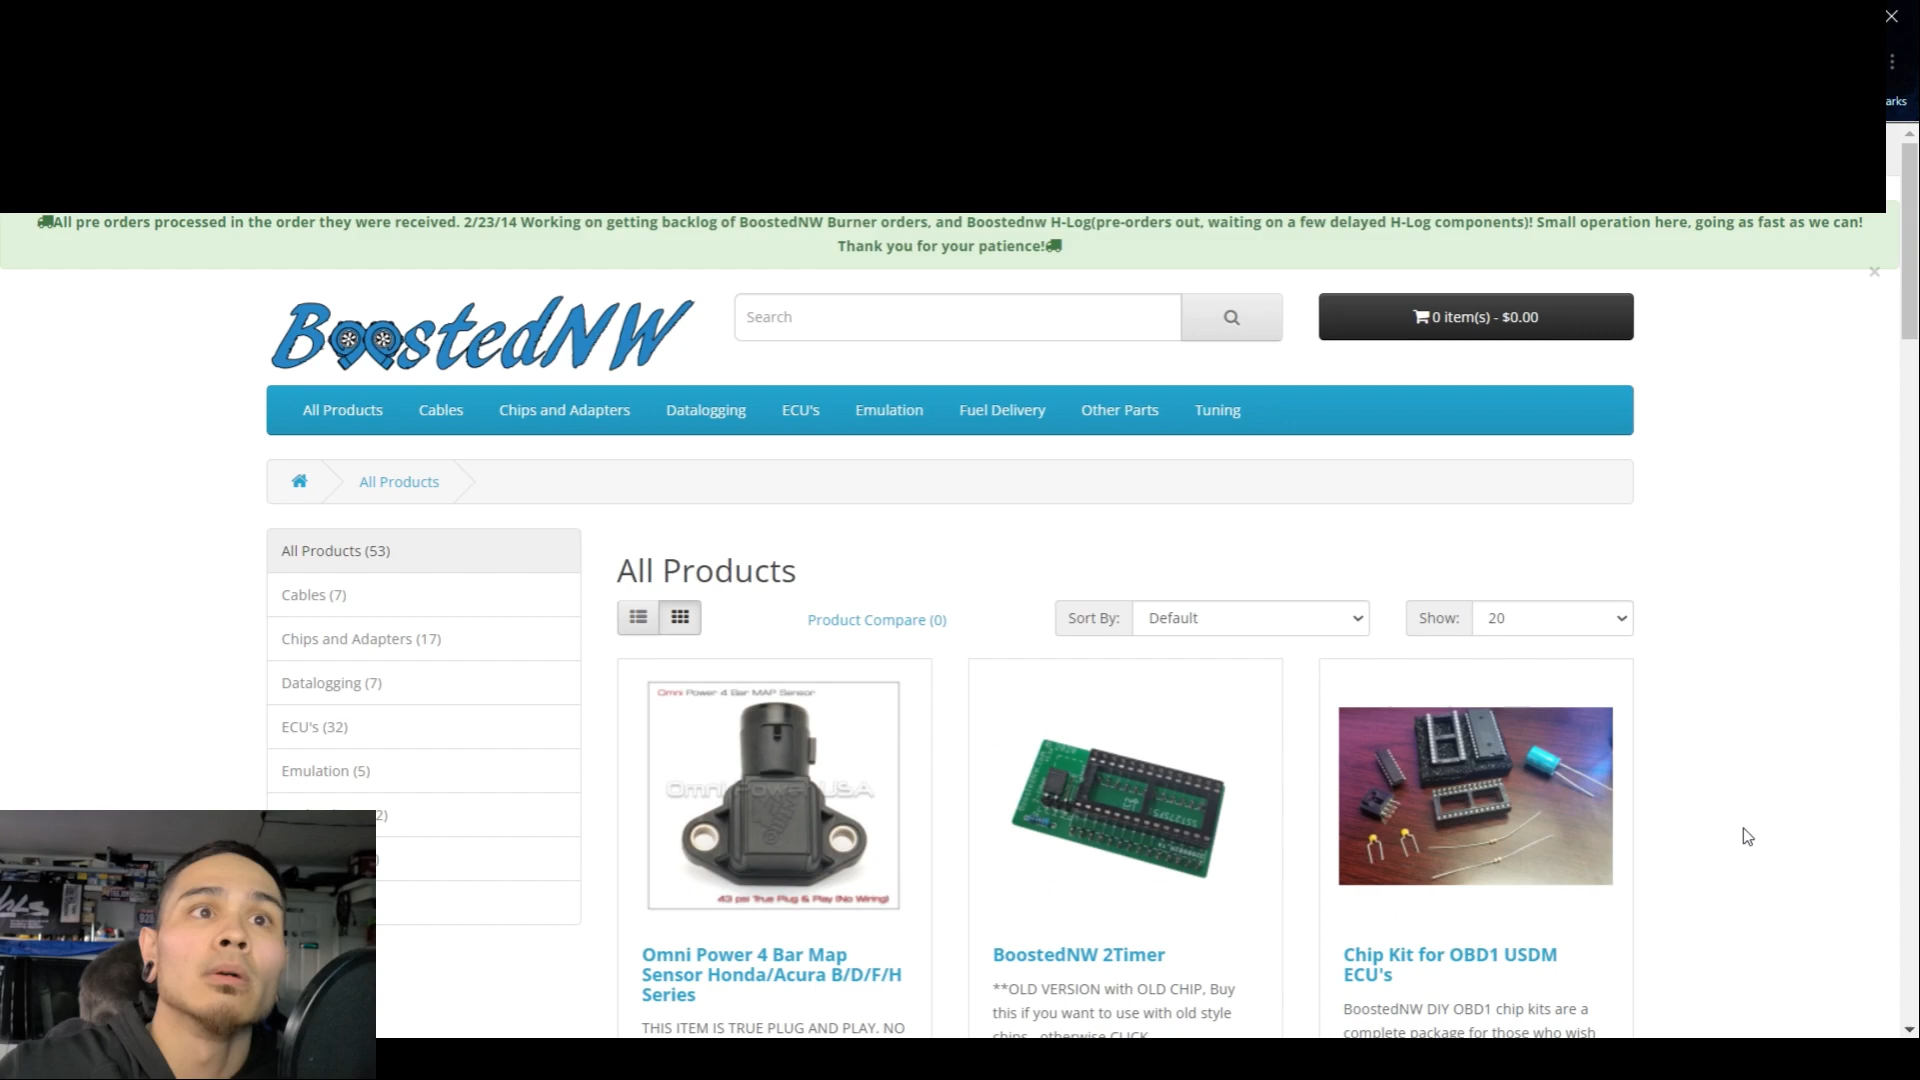 arks
All pre orders processed in the order they were received. 2/23/14 Working on getting backlog of BoostedNW Burner orders, and Boostednw H-Log(pre-orders out, waiting on a few delayed H-Log components)! Small operation here, going as fast as we can!
Thank you for your patience!
×
BoostedNW
Search
0 item(s) - $0.00
All Products Cables Chips and Adapters Datalogging ECU's Emulation Fuel Delivery Other Parts Tuning
All Products
All Products (53)
Cables (7)
Chips and Adapters (17)
Datalogging (7)
ECU's (32)
Emulation (5)
2)
)
All Products
Product Compare (0)
Sort By: Default
Show: 20
Omni Power 4 Bar MAP Sensor
Omni Power USA
43 psi True Plug & Play (No Wiring)
Omni Power 4 Bar Map
Sensor Honda/Acura B/D/F/H
Series
THIS ITEM IS TRUE PLUG AND PLAY. NO
BoostedNW 2Timer
**OLD VERSION with OLD CHIP, Buy
this if you want to use with old style
chips.. otherwise CLICK
Chip Kit for OBD1 USDM
ECU's
BoostedNW DIY OBD1 chip kits are a
complete package for those who wish